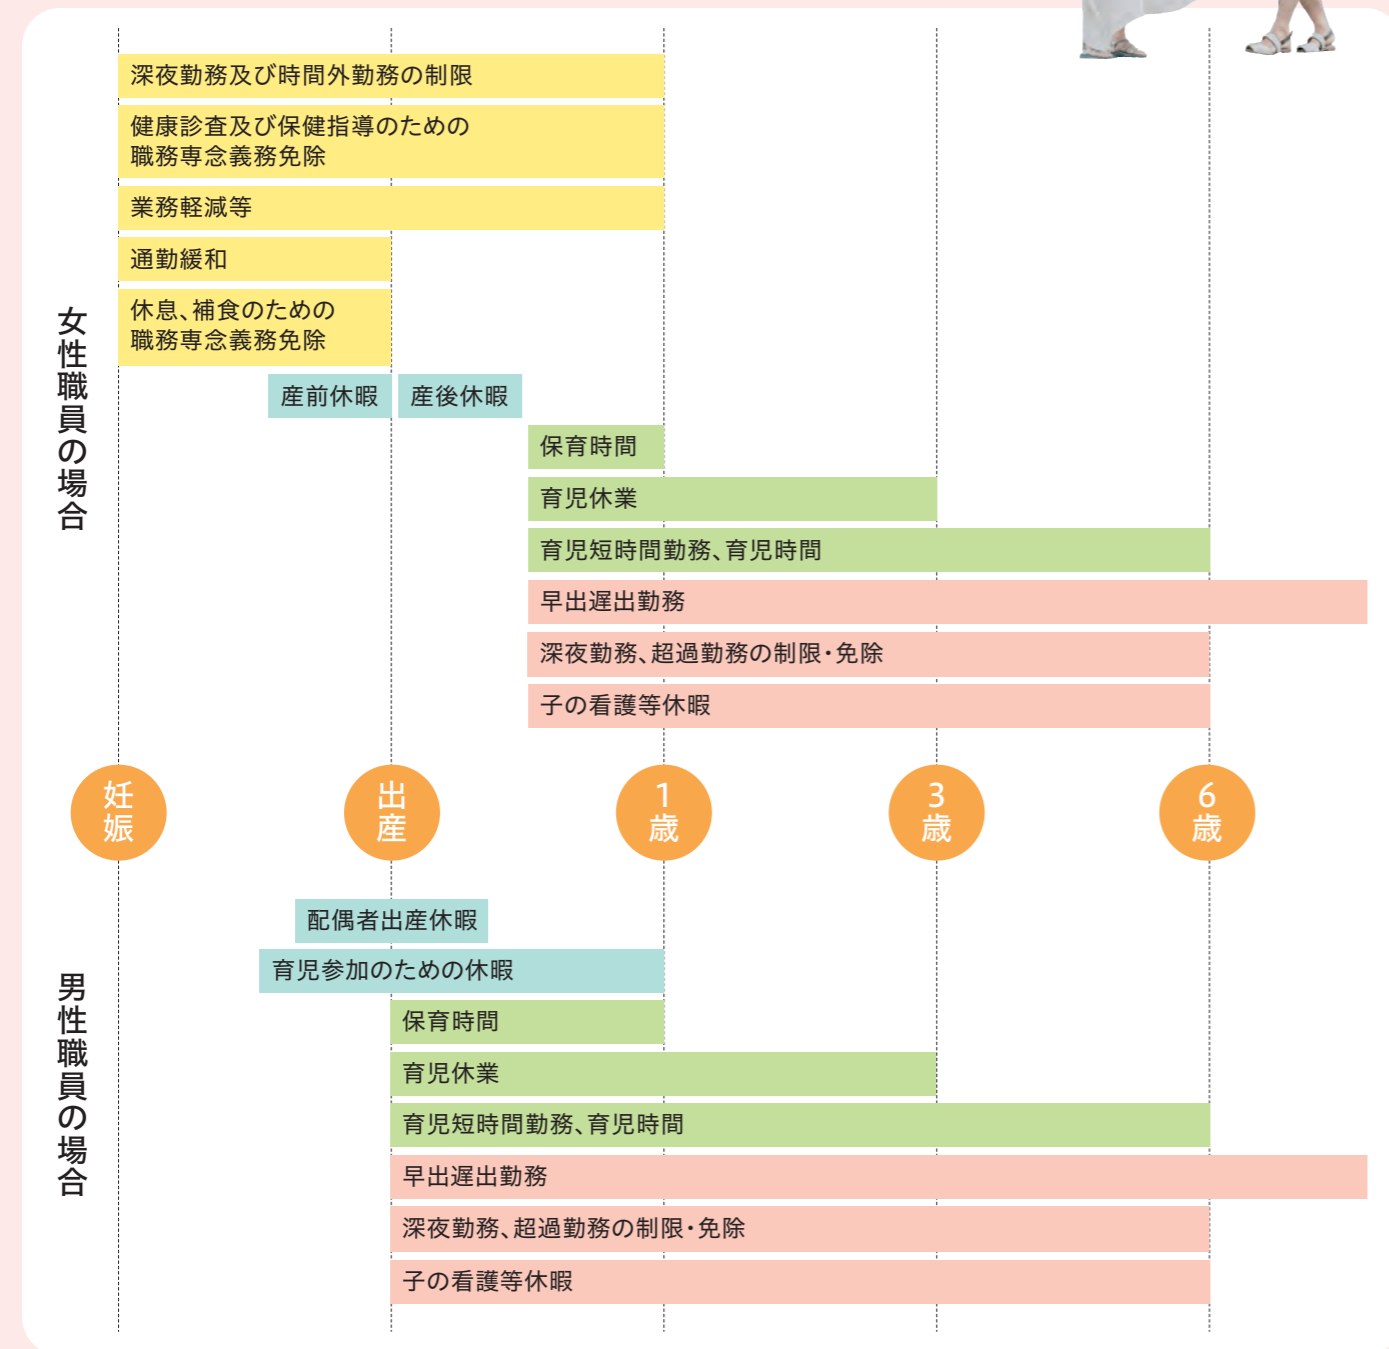 女性職員の場合
深夜勤務及び時間外勤務の制限
健康診査及び保健指導のための
職務専念義務免除
業務軽減等
通勤緩和
休息、補食のための
職務専念義務免除
産前休暇
産後休暇
保育時間
育児休業
育児短時間勤務、育児時間
早出遅出勤務
深夜勤務、超過勤務の制限・免除
子の看護等休暇
妊娠
出産
1歳
3歳
6歳
男性職員の場合
配偶者出産休暇
育児参加のための休暇
保育時間
育児休業
育児短時間勤務、育児時間
早出遅出勤務
深夜勤務、超過勤務の制限・免除
子の看護等休暇